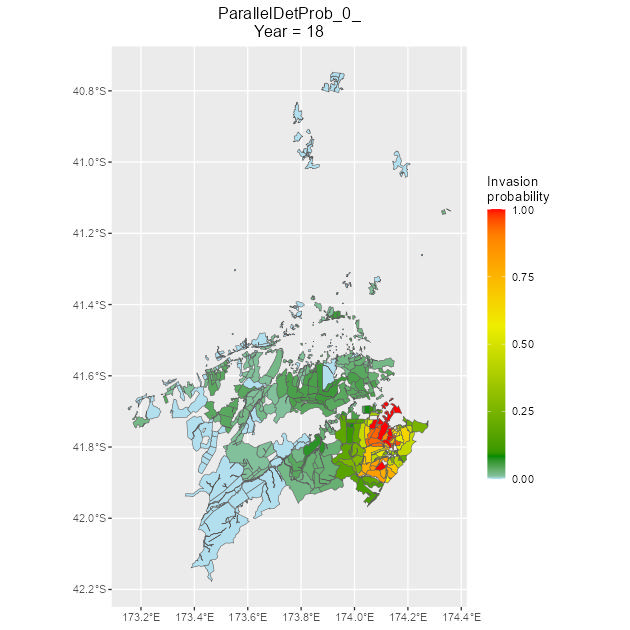 ParallelDetProb_0_
Year = 18
40.8°S
41.0°S
41.2°S
41.4°S
41.6°S
41.8°S
42.0°S
42.2°S
173.2°E 173.4°E 173.6°E 173.8°E 174.0°E 174.2°E 174.4°E
Invasion
probability
1.00
0.75
0.50
0.25
0.00